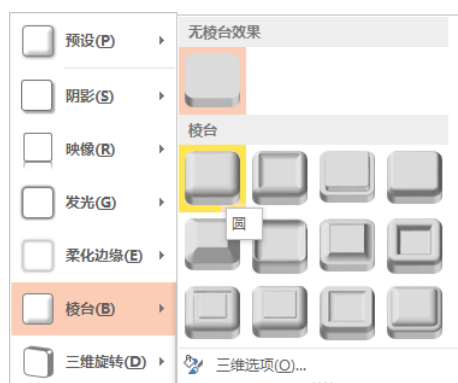 预设(P)
阴影(S)
映像(R)
发光(G)
柔化边缘(E)
棱台(B)
三维旋转(D)
无棱台效果
棱台
圆
三维选项(O)...